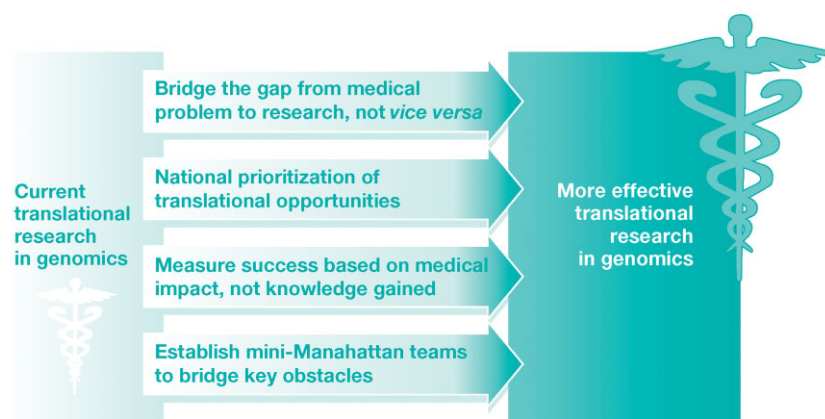 Current
translational
research
in genomics
Bridge the gap from medical
problem to research, not vice versa
National prioritization of
translational opportunities
Measure success based on medical
impact, not knowledge gained
Establish mini-Manahattan teams
to bridge key obstacles
More effective
translational
research
in genomics